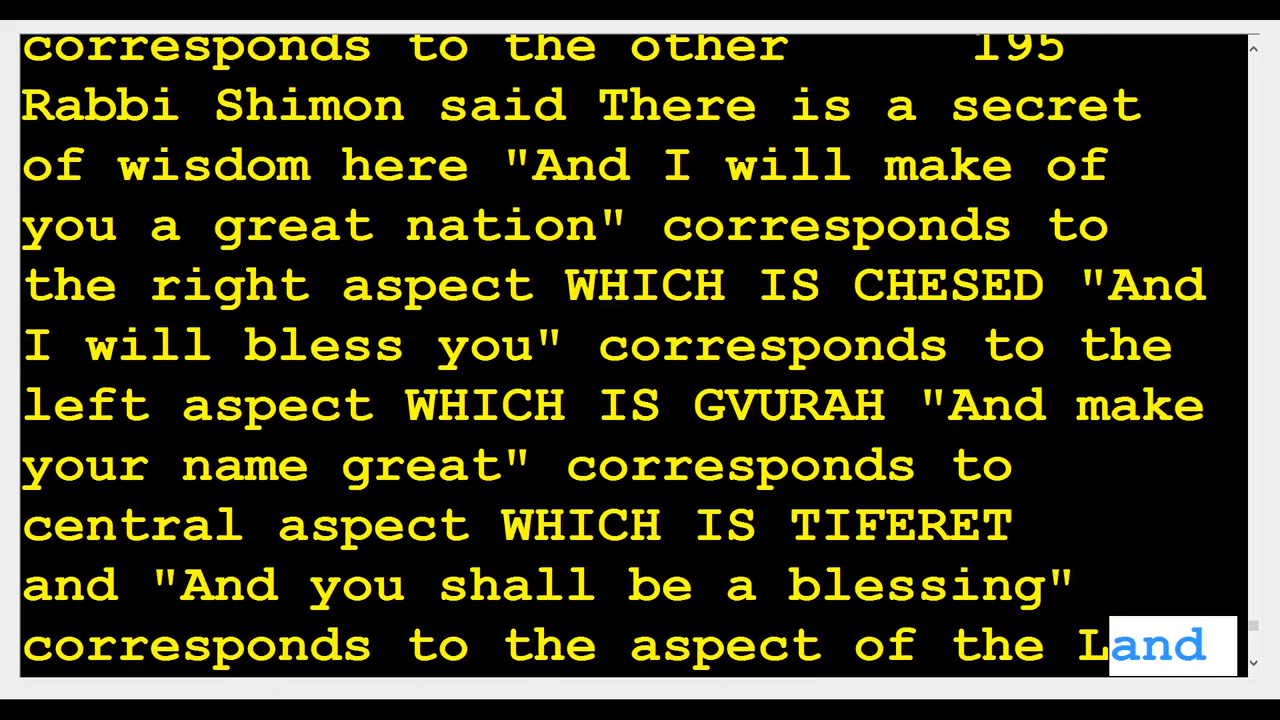 corresponds to the other 195
Rabbi Shimon said There is a secret
of wisdom here "And I will make of
you a great nation" corresponds to
the right aspect WHICH IS CHESED "And
I will bless you" corresponds to the
left aspect WHICH IS GVURAH "And make
your name great" corresponds to
central aspect WHICH IS TIFERET
and "And you shall be a blessing"
corresponds to the aspect of the Land